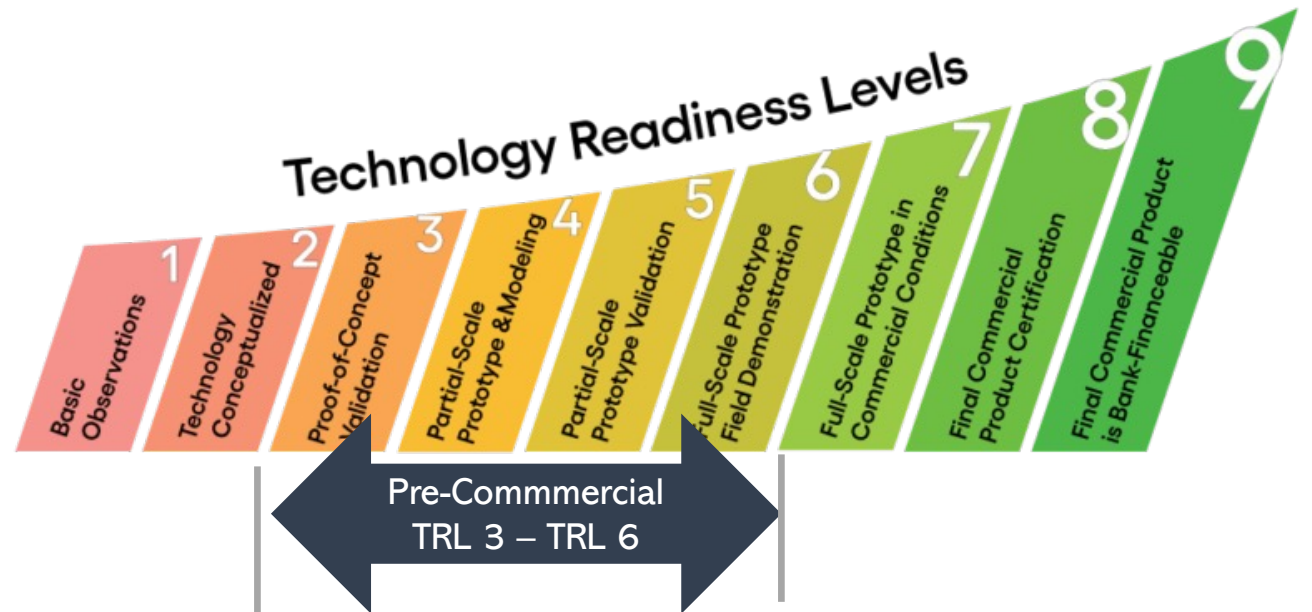 Technology Readiness Levels
1
Basic
Observations
2
Technology
Conceptualized
3
Proof-of-Concept
Validation
4
Partial-Scale
Prototype & Modeling
5
Partial-Scale
Prototype Validation
6
Full-Scale Prototype
Field Demonstration
7
Full-Scale Prototype in
Commercial Conditions
8
Final Commercial
Product Certification
9
Final Commercial Product
is Bank-Financeable
Pre-Commmercial
TRL 3 – TRL 6